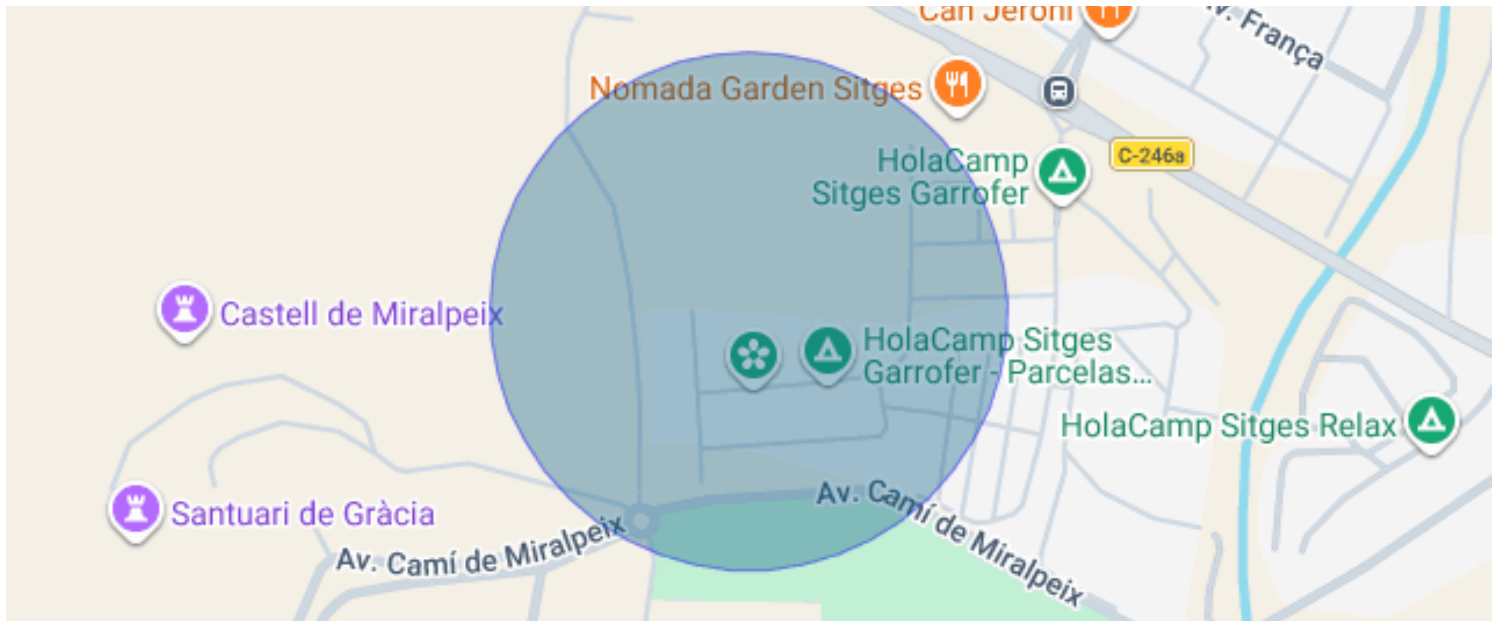 Can Jeroni
Av. França
Nomada Garden Sitges
C-246a
HolaCamp
Sitges Garrofer
Castell de Miralpeix
HolaCamp Sitges
Garrofer - Parcelas...
HolaCamp Sitges Relax
Santuari de Gràcia
Av. Camí de Miralpeix
Av. Camí de Miralpeix